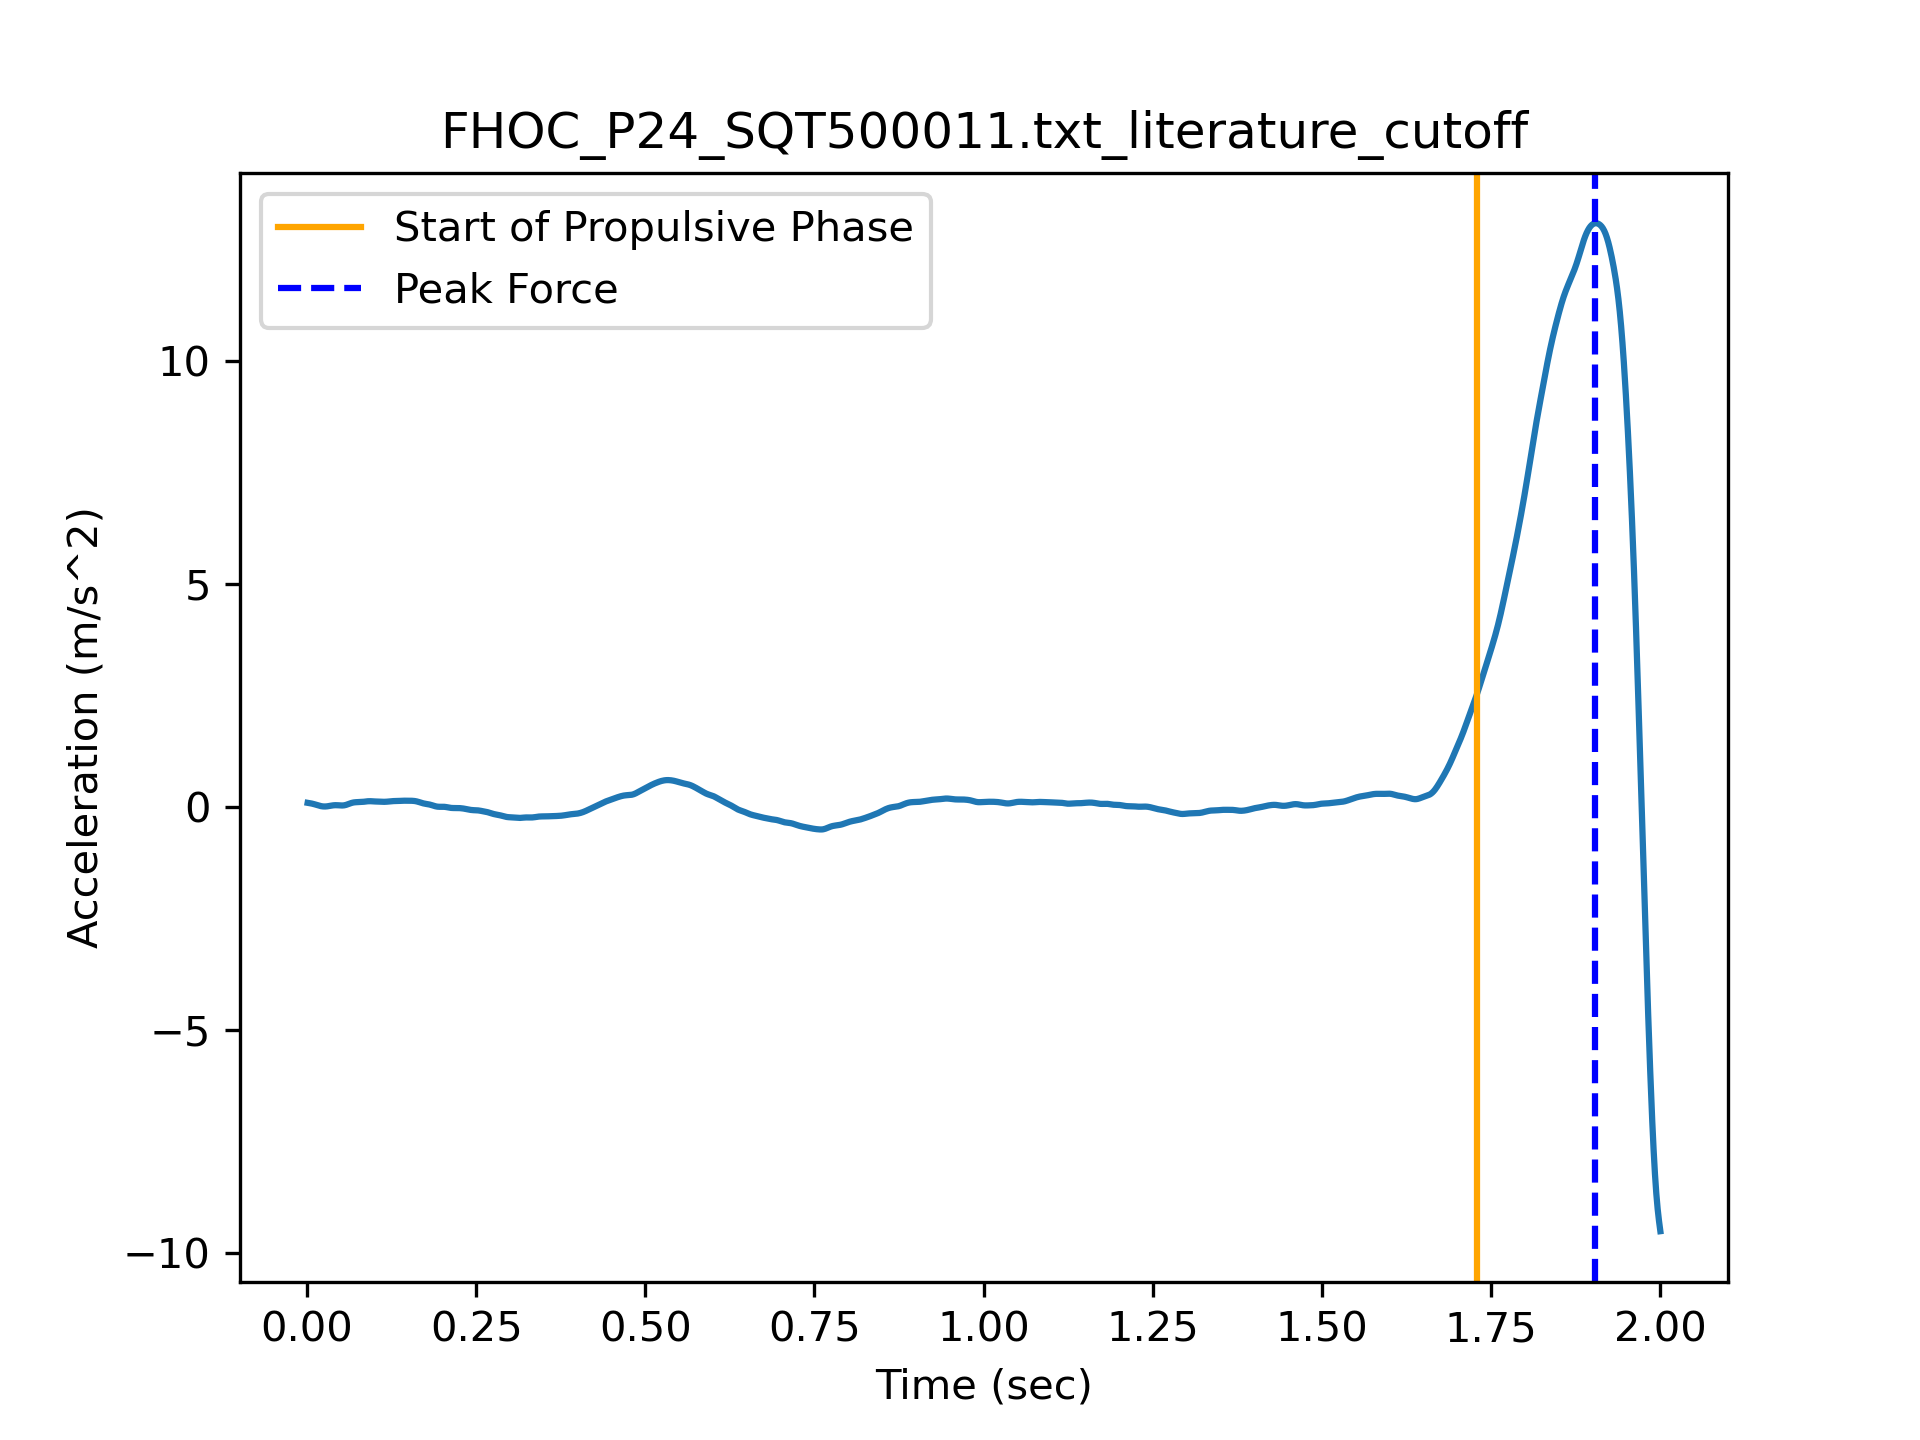 FHOC_P24_SQT500011.txt_literature_cutoff
Start of Propulsive Phase
Peak Force
10
5
0
−5
−10
Acceleration (m/s^2)
0.00 0.25 0.50 0.75 1.00 1.25 1.50 1.75 2.00
Time (sec)